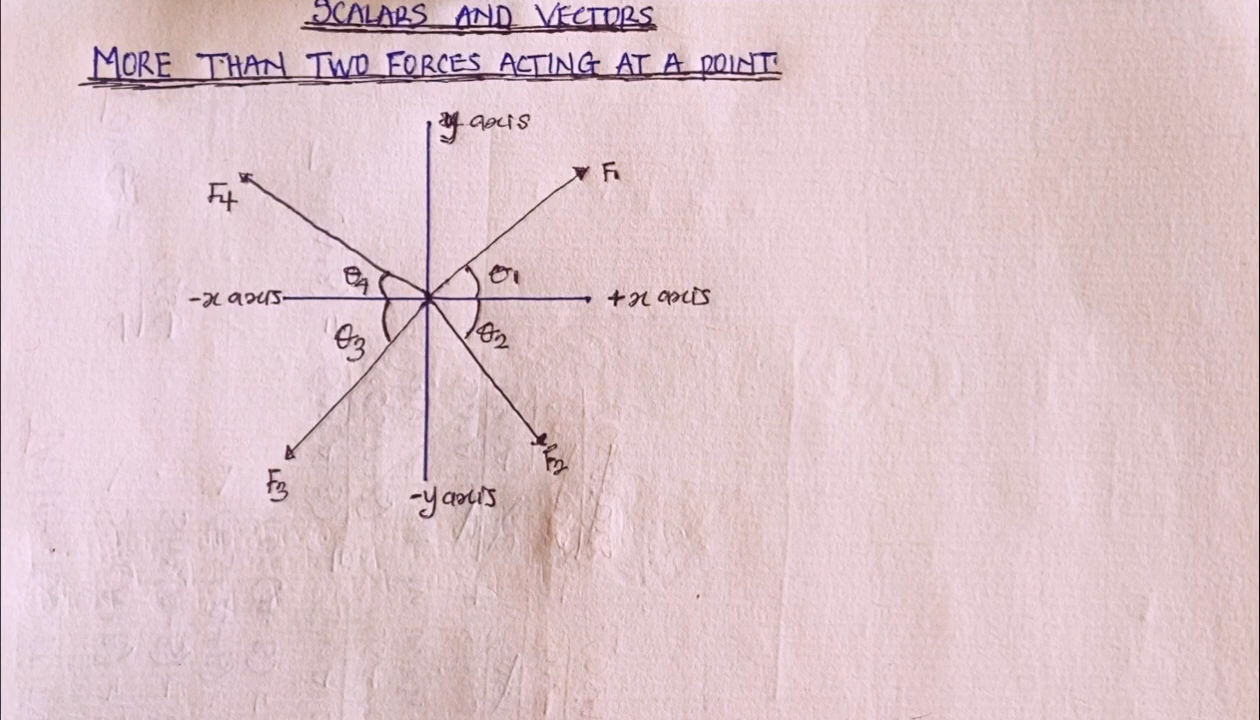 SCALARS AND VECTORS
MORE THAN TWO FORCES ACTING AT A POINT
y axis
F4
F1
θ4
θ1
-x axis
+x axis
θ3
θ2
F3
F2
-y axis